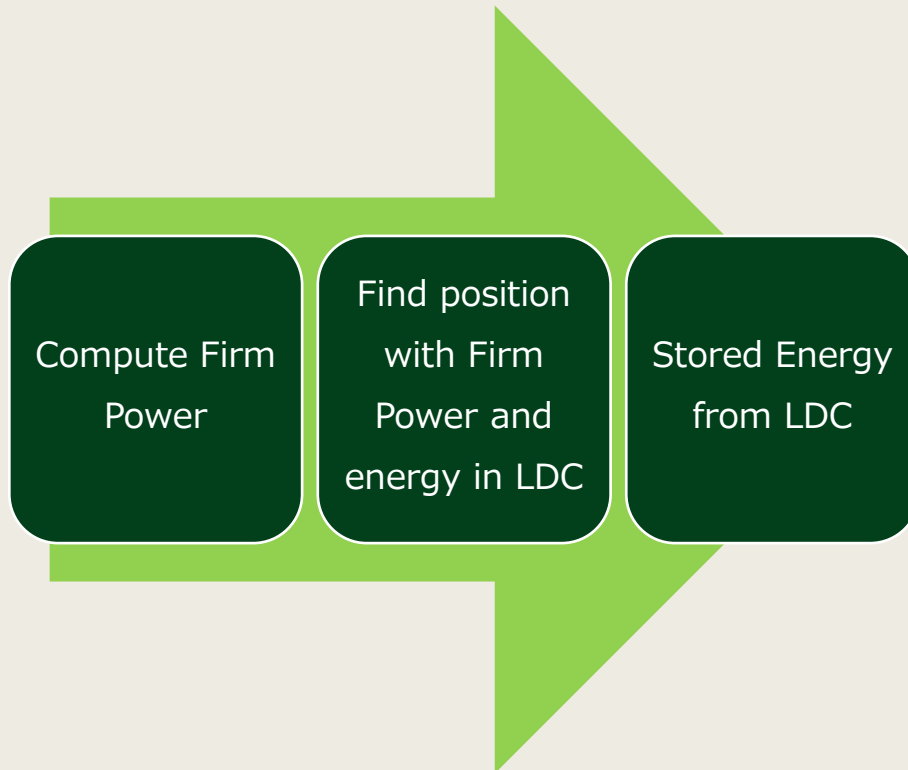 Compute Firm
Power
Find position
with Firm
Power and
energy in LDC
Stored Energy
from LDC